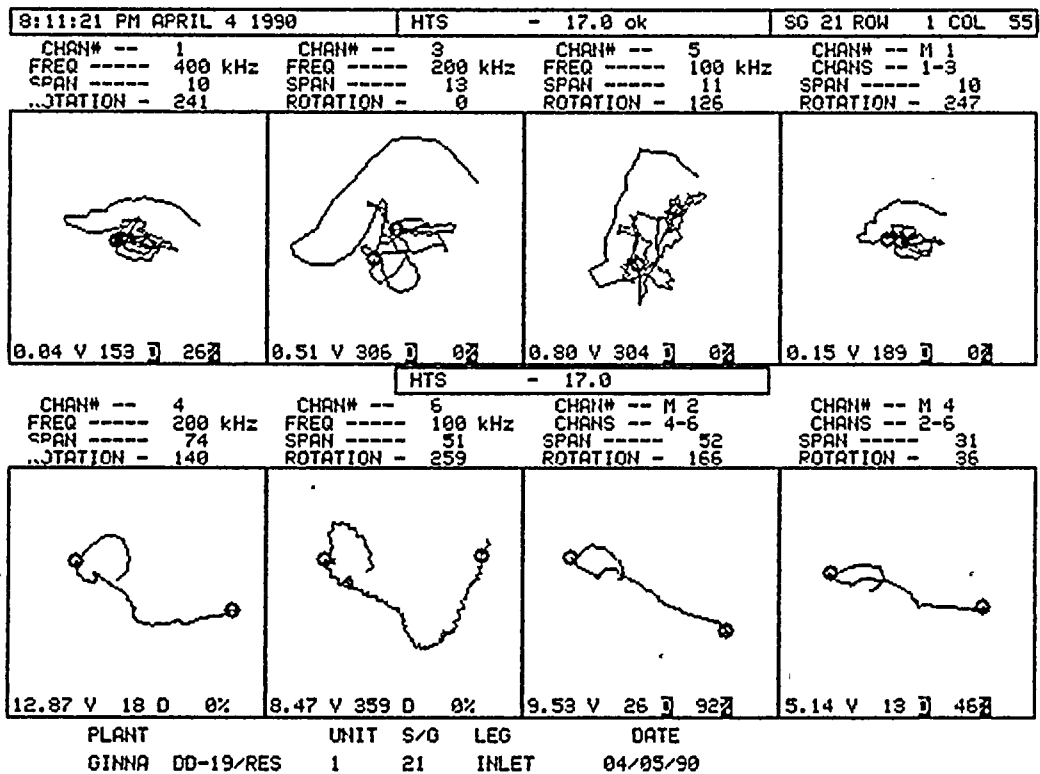 8:11:21 PM APRIL 4 1990 HTS - 17.0 ok SG 21 ROW 1 COL 55
CHAN# -- 1 CHAN# -- 3 CHAN# -- 5 CHAN# -- M 1
FREQ ----- 400 kHz FREQ ----- 200 kHz FREQ ----- 100 kHz CHANS -- 1-3
SPAN ----- 10 SPAN ----- 13 SPAN ----- 11 SPAN ----- 10
..OTATION - 241 ROTATION - 0 ROTATION - 126 ROTATION - 247
0.04 V 153 D 26% 0.51 V 306 D 0% 0.80 V 304 D 0% 0.15 V 189 D 0%
HTS - 17.0
CHAN# -- 4 CHAN# -- 6 CHAN# -- M 2 CHAN# -- M 4
FREQ ----- 200 kHz FREQ ----- 100 kHz CHANS -- 4-6 CHANS -- 2-6
SPAN ----- 74 SPAN ----- 51 SPAN ----- 52 SPAN ----- 31
..OTATION - 140 ROTATION - 259 ROTATION - 166 ROTATION - 36
12.87 V 18 D 0% 8.47 V 359 D 0% 9.53 V 26 D 92% 5.14 V 13 D 46%
PLANT UNIT S/G LEG DATE
GINNA DD-19/RES 1 21 INLET 04/05/90